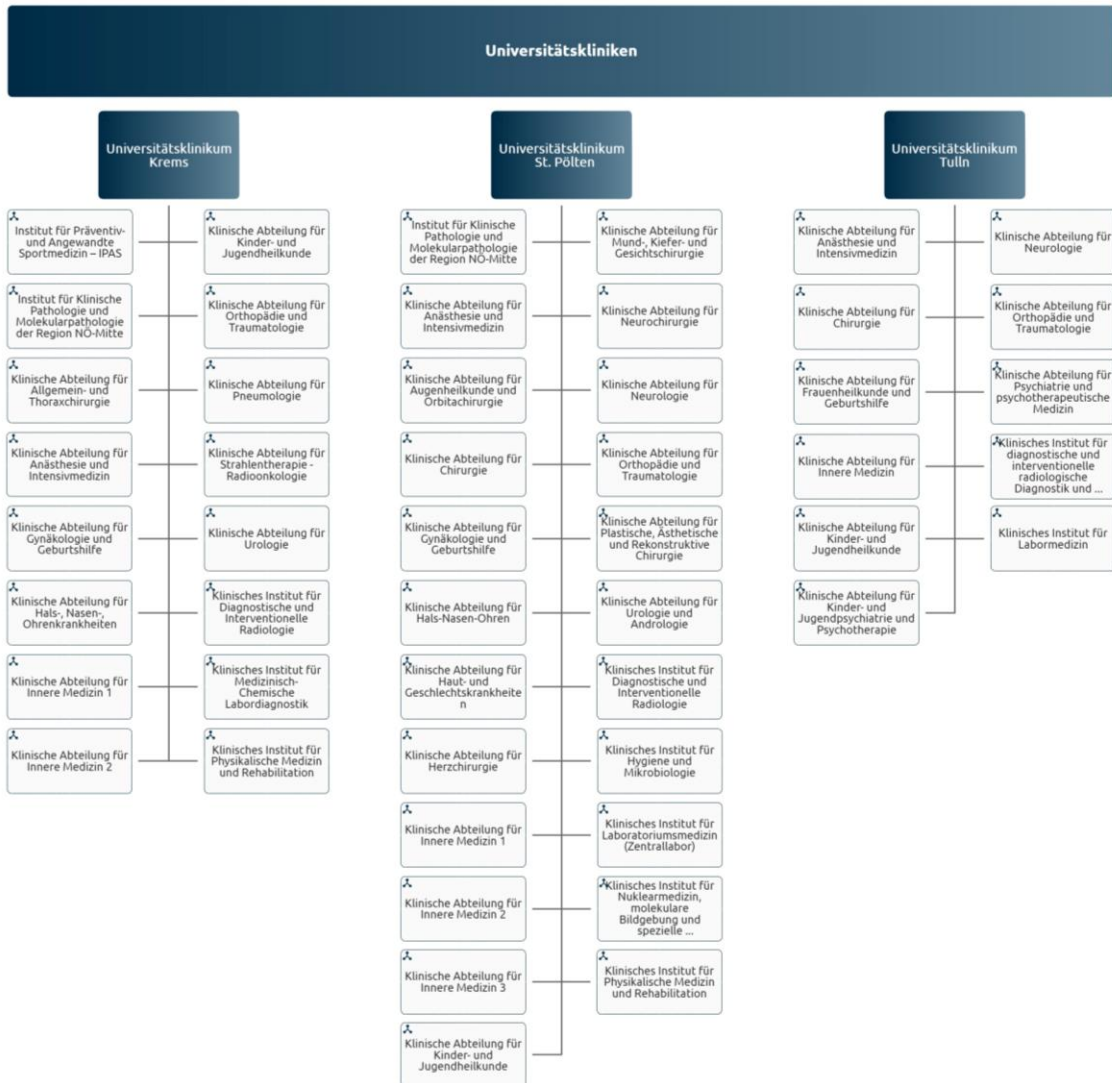 Universitätskliniken
Universitätsklinikum
Krems
Institut für Präventiv-
und Angewandte
Sportmedizin – IPAS
Klinische Abteilung für
Kinder- und
Jugendheilkunde
Institut für Klinische
Pathologie und
Molekularpathologie
der Region NÖ-Mitte
Klinische Abteilung für
Orthopädie und
Traumatologie
Klinische Abteilung für
Allgemein- und
Thoraxchirurgie
Klinische Abteilung für
Pneumologie
Klinische Abteilung für
Anästhesie und
Intensivmedizin
Klinische Abteilung für
Strahlentherapie -
Radioonkologie
Klinische Abteilung für
Gynäkologie und
Geburtshilfe
Klinische Abteilung für
Urologie
Klinische Abteilung für
Hals-, Nasen-,
Ohrenkrankheiten
Klinisches Institut für
Diagnostische und
Interventionelle
Radiologie
Klinische Abteilung für
Innere Medizin 1
Klinisches Institut für
Medizinisch-
Chemische
Labordiagnostik
Klinische Abteilung für
Innere Medizin 2
Klinisches Institut für
Physikalische Medizin
und Rehabilitation
Universitätsklinikum
St. Pölten
Institut für Klinische
Pathologie und
Molekularpathologie
der Region NÖ-Mitte
Klinische Abteilung für
Mund-, Kiefer- und
Gesichtschirurgie
Klinische Abteilung für
Anästhesie und
Intensivmedizin
Klinische Abteilung für
Neurochirurgie
Klinische Abteilung für
Augenheilkunde und
Orbitachirurgie
Klinische Abteilung für
Neurologie
Klinische Abteilung für
Chirurgie
Klinische Abteilung für
Orthopädie und
Traumatologie
Klinische Abteilung für
Gynäkologie und
Geburtshilfe
Klinische Abteilung für
Plastische, Ästhetische
und Rekonstruktive
Chirurgie
Klinische Abteilung für
Hals-Nasen-Ohren
Klinische Abteilung für
Urologie und
Andrologie
Klinische Abteilung für
Haut- und
Geschlechtskrankheite
n
Klinisches Institut für
Diagnostische und
Interventionelle
Radiologie
Klinische Abteilung für
Herzchirurgie
Klinisches Institut für
Hygiene und
Mikrobiologie
Klinische Abteilung für
Innere Medizin 1
Klinisches Institut für
Laboratoriumsmedizin
(Zentrallabor)
Klinische Abteilung für
Innere Medizin 2
Klinisches Institut für
Nuklearmedizin,
molekulare
Bildgebung und
spezielle ...
Klinische Abteilung für
Innere Medizin 3
Klinisches Institut für
Physikalische Medizin
und Rehabilitation
Klinische Abteilung für
Kinder- und
Jugendheilkunde
Universitätsklinikum
Tulln
Klinische Abteilung für
Anästhesie und
Intensivmedizin
Klinische Abteilung für
Neurologie
Klinische Abteilung für
Chirurgie
Klinische Abteilung für
Orthopädie und
Traumatologie
Klinische Abteilung für
Frauenheilkunde und
Geburtshilfe
Klinische Abteilung für
Psychiatrie und
psychotherapeutische
Medizin
Klinische Abteilung für
Innere Medizin
Klinisches Institut für
diagnostische und
interventionelle
radiologische
Diagnostik und ...
Klinische Abteilung für
Kinder- und
Jugendheilkunde
Klinisches Institut für
Labormedizin
Klinische Abteilung für
Kinder- und
Jugendpsychiatrie und
Psychotherapie